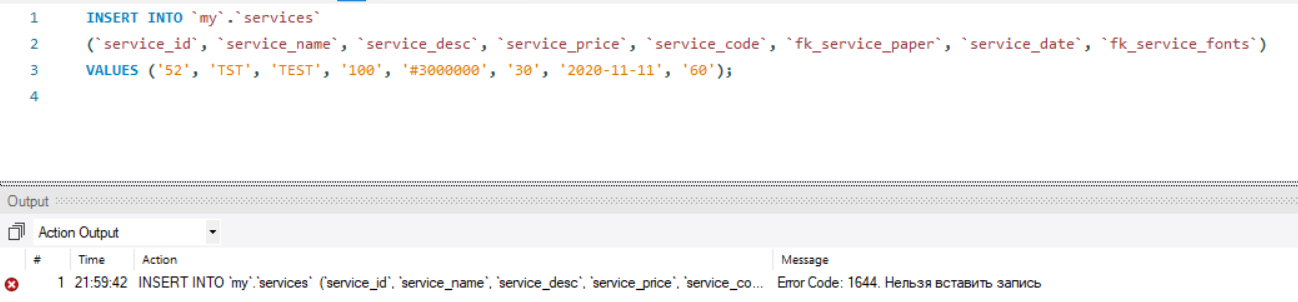 1 INSERT INTO `my`.`services`
2 (`service_id`, `service_name`, `service_desc`, `service_price`, `service_code`, `fk_service_paper`, `service_date`, `fk_service_fonts`)
3 VALUES ('52', 'TST', 'TEST', '100', '#3000000', '30', '2020-11-11', '60');
4
Output
Action Output
# Time Action Message
1 21:59:42 INSERT INTO `my`.`services` (`service_id`, `service_name`, `service_desc`, `service_price`, `service_co... Error Code: 1644. Нельзя вставить запись